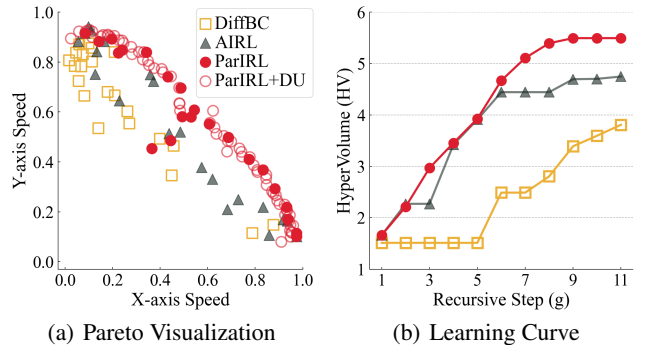 1.0
0.8
0.6
0.4
0.2
0.0
Y-axis Speed
0.0 0.2 0.4 0.6 0.8 1.0
X-axis Speed
DiffBC
AIRL
ParIRL
ParIRL+DU
(a) Pareto Visualization
6
5
4
3
2
1
HyperVolume (HV)
1 3 5 7 9 11
Recursive Step (g)
(b) Learning Curve